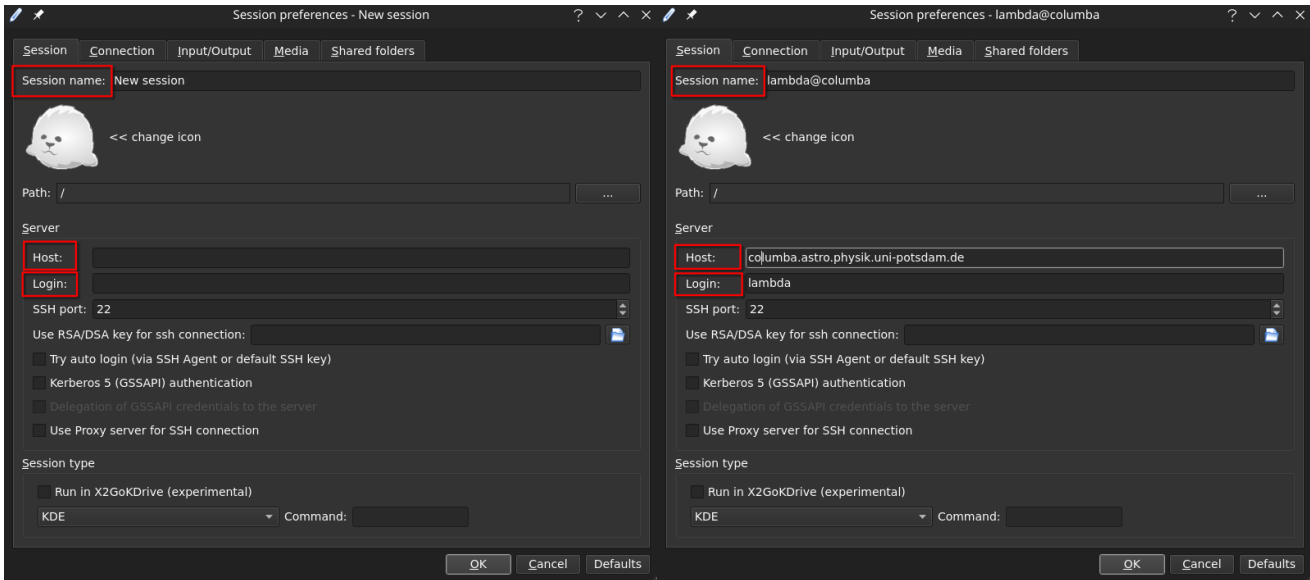 Session preferences - New session
Session Connection Input/Output Media Shared folders
Session name: New session
<< change icon
Path: /
...
Server
Host:
Login:
SSH port: 22
Use RSA/DSA key for ssh connection:
Try auto login (via SSH Agent or default SSH key)
Kerberos 5 (GSSAPI) authentication
Delegation of GSSAPI credentials to the server
Use Proxy server for SSH connection
Session type
Run in X2GoKDrive (experimental)
KDE Command:
OK Cancel Defaults
Session preferences - lambda@columba
Session Connection Input/Output Media Shared folders
Session name: lambda@columba
<< change icon
Path: /
...
Server
Host: columba.astro.physik.uni-potsdam.de
Login: lambda
SSH port: 22
Use RSA/DSA key for ssh connection:
Try auto login (via SSH Agent or default SSH key)
Kerberos 5 (GSSAPI) authentication
Delegation of GSSAPI credentials to the server
Use Proxy server for SSH connection
Session type
Run in X2GoKDrive (experimental)
KDE Command:
OK Cancel Defaults